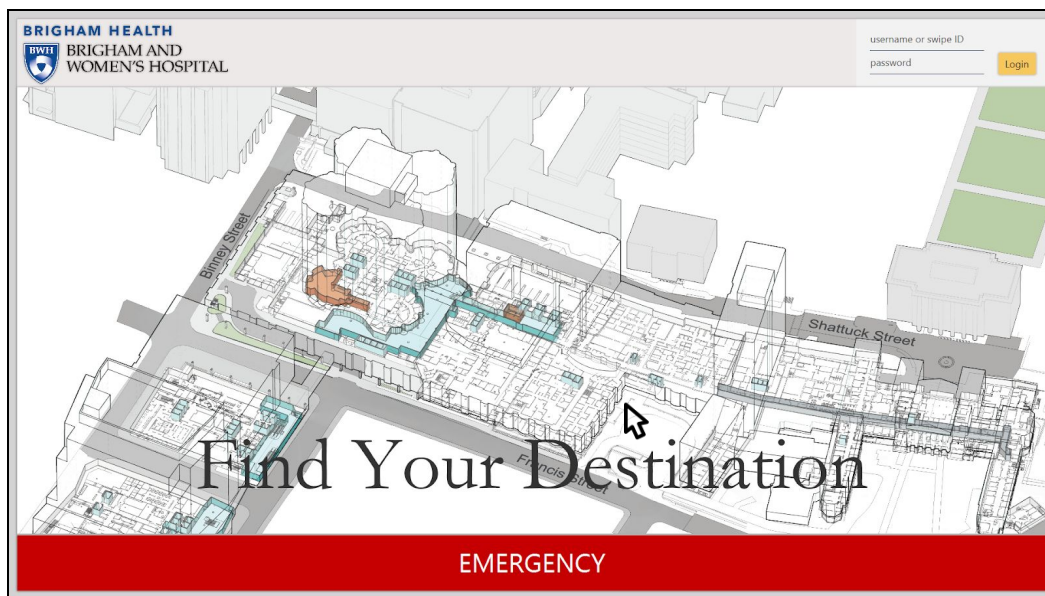 BRIGHAM HEALTH
BWH
BRIGHAM AND
WOMEN'S HOSPITAL
username or swipe ID
password
Login
Binney Street
Shattuck Street
Find Your Destination
Francis Street
EMERGENCY